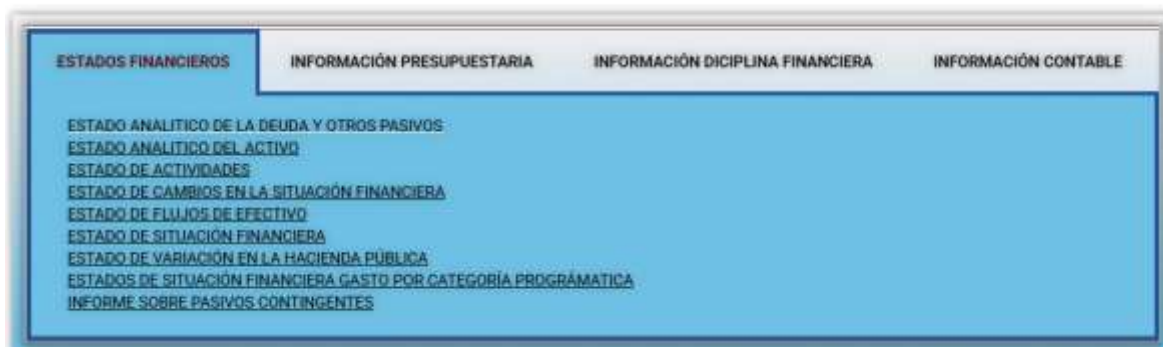 ESTADOS FINANCIEROS
INFORMACIÓN PRESUPUESTARIA
INFORMACIÓN DICIPLINA FINANCIERA
INFORMACIÓN CONTABLE
ESTADO ANALITICO DE LA DEUDA Y OTROS PASIVOS
ESTADO ANALITICO DEL ACTIVO
ESTADO DE ACTIVIDADES
ESTADO DE CAMBIOS EN LA SITUACIÓN FINANCIERA
ESTADO DE FLUJOS DE EFECTIVO
ESTADO DE SITUACIÓN FINANCIERA
ESTADO DE VARIACIÓN EN LA HACIENDA PÚBLICA
ESTADOS DE SITUACIÓN FINANCIERA GASTO POR CATEGORÍA PROGRÁMATICA
INFORME SOBRE PASIVOS CONTINGENTES